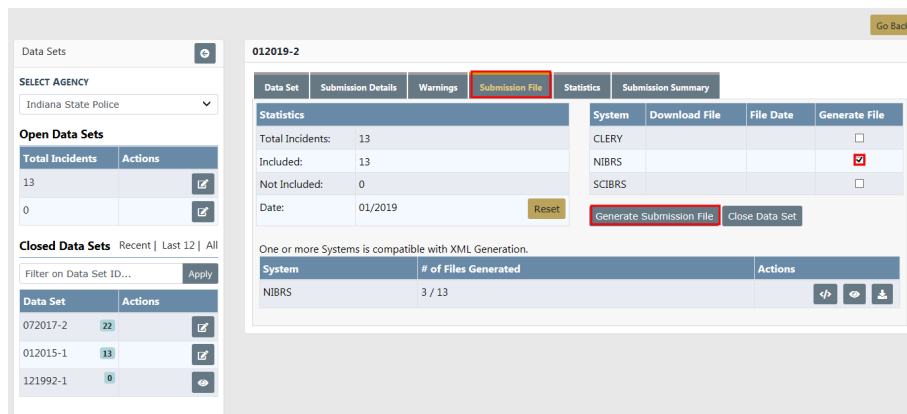 Go Back
Data Sets
SELECT AGENCY
Indiana State Police
Open Data Sets
Total Incidents Actions
13
0
Closed Data Sets Recent | Last 12 | All
Filter on Data Set ID... Apply
Data Set Actions
072017-2 22
012015-1 13
121992-1 0
012019-2
Data Set Submission Details Warnings Submission File Statistics Submission Summary
Statistics
Total Incidents: 13
Included: 13
Not Included: 0
Date: 01/2019 Reset
System Download File File Date Generate File
CLERY
NIBRS
SCIBRS
Generate Submission File Close Data Set
One or more Systems is compatible with XML Generation.
System # of Files Generated Actions
NIBRS 3 / 13 </>